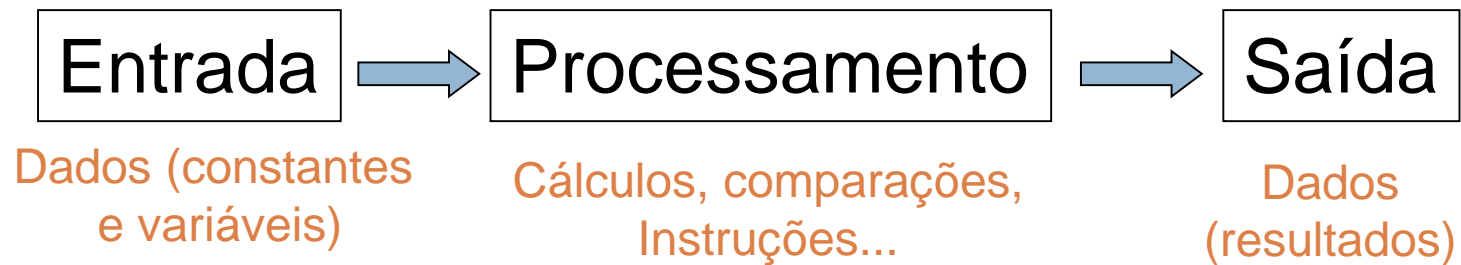 Entrada
Processamento
Saída
Dados (constantes
e variáveis)
Cálculos, comparações,
Instruções...
Dados
(resultados)